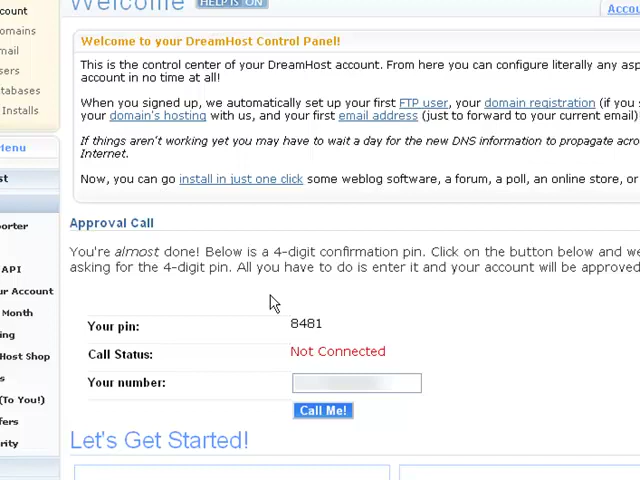 Welcome HELP IS ON
Accou
count
omains
mail
sers
tabases
Installs
Menu
st
porter
API
ur Account
Month
ing
Host Shop
s
(To You!)
fers
rity
Welcome to your DreamHost Control Panel!
This is the control center of your DreamHost account. From here you can configure literally any asp
account in no time at all!
When you signed up, we automatically set up your first FTP user, your domain registration (if you s
your domain's hosting with us, and your first email address (just to forward to your current email)
If things aren't working yet you may have to wait a day for the new DNS information to propagate acro
Internet.
Now, you can go install in just one click some weblog software, a forum, a poll, an online store, or
Approval Call
You're almost done! Below is a 4-digit confirmation pin. Click on the button below and we
asking for the 4-digit pin. All you have to do is enter it and your account will be approved
Your pin: 8481
Call Status: Not Connected
Your number:
Call Me!
Let's Get Started!